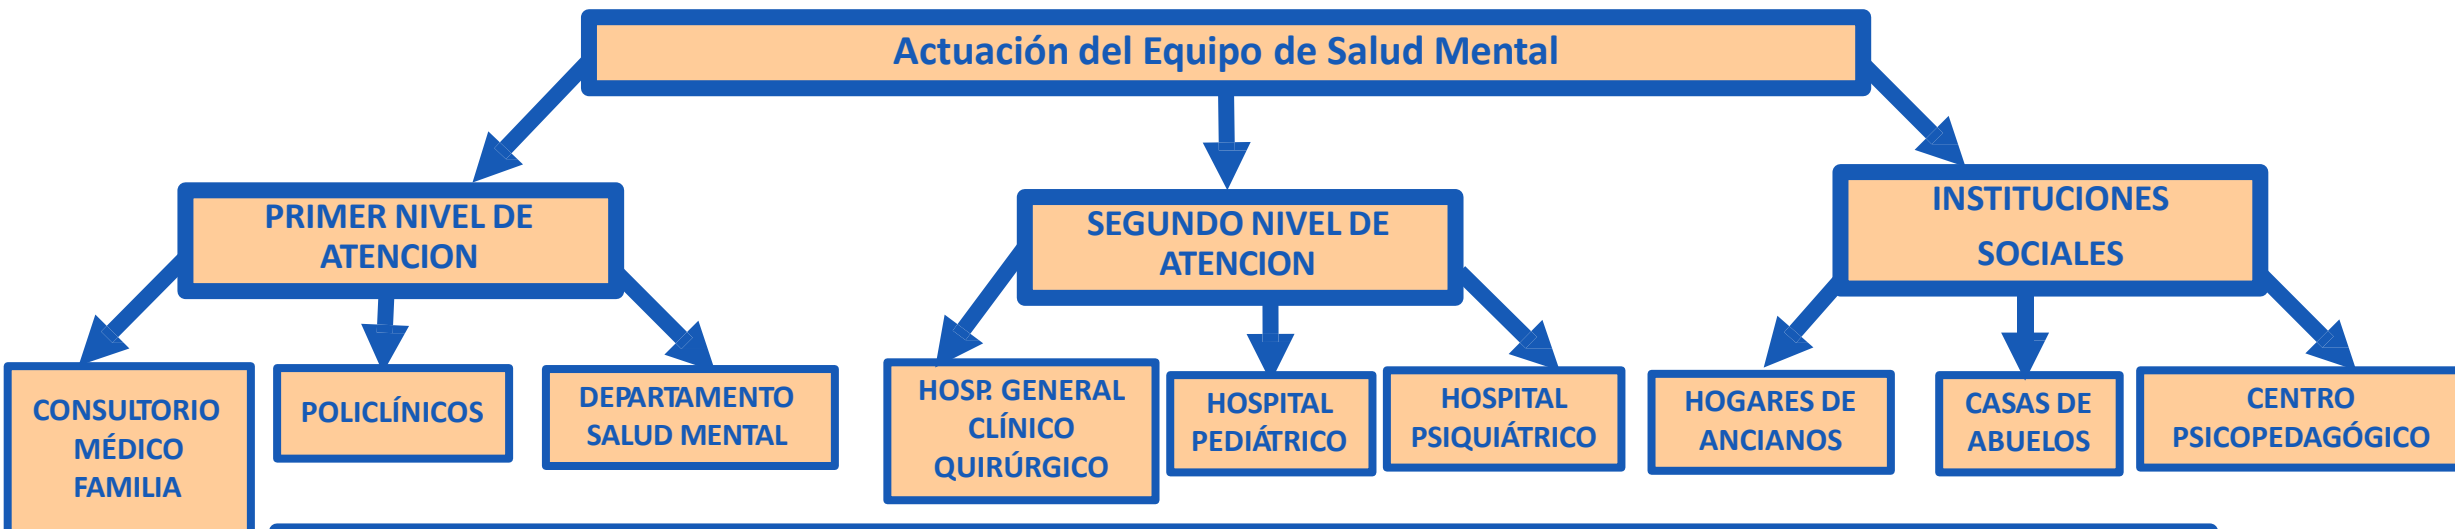 Actuación del Equipo de Salud Mental
PRIMER NIVEL DE
ATENCION
SEGUNDO NIVEL DE
ATENCION
INSTITUCIONES
SOCIALES
CONSULTORIO
MÉDICO
FAMILIA
POLICLÍNICOS
DEPARTAMENTO
SALUD MENTAL
HOSP. GENERAL
CLÍNICO
QUIRÚRGICO
HOSPITAL
PEDIÁTRICO
HOSPITAL
PSIQUIÁTRICO
HOGARES DE
ANCIANOS
CASAS DE
ABUELOS
CENTRO
PSICOPEDAGÓGICO